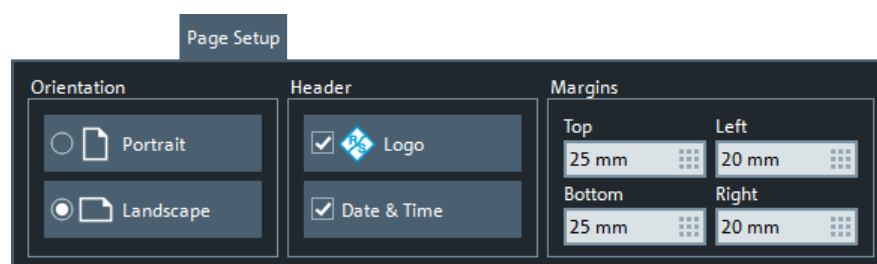 Page Setup
Orientation
Header
Margins
Portrait
Landscape
R&S
Logo
Date & Time
Top
Left
25 mm
20 mm
Bottom
Right
25 mm
20 mm